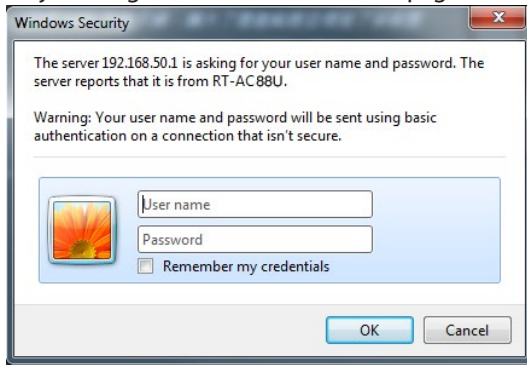 Windows Security
The server 192.168.50.1 is asking for your user name and password. The
server reports that it is from RT-AC88U.
Warning: Your user name and password will be sent using basic
authentication on a connection that isn't secure.
User name
Password
Remember my credentials
OK Cancel